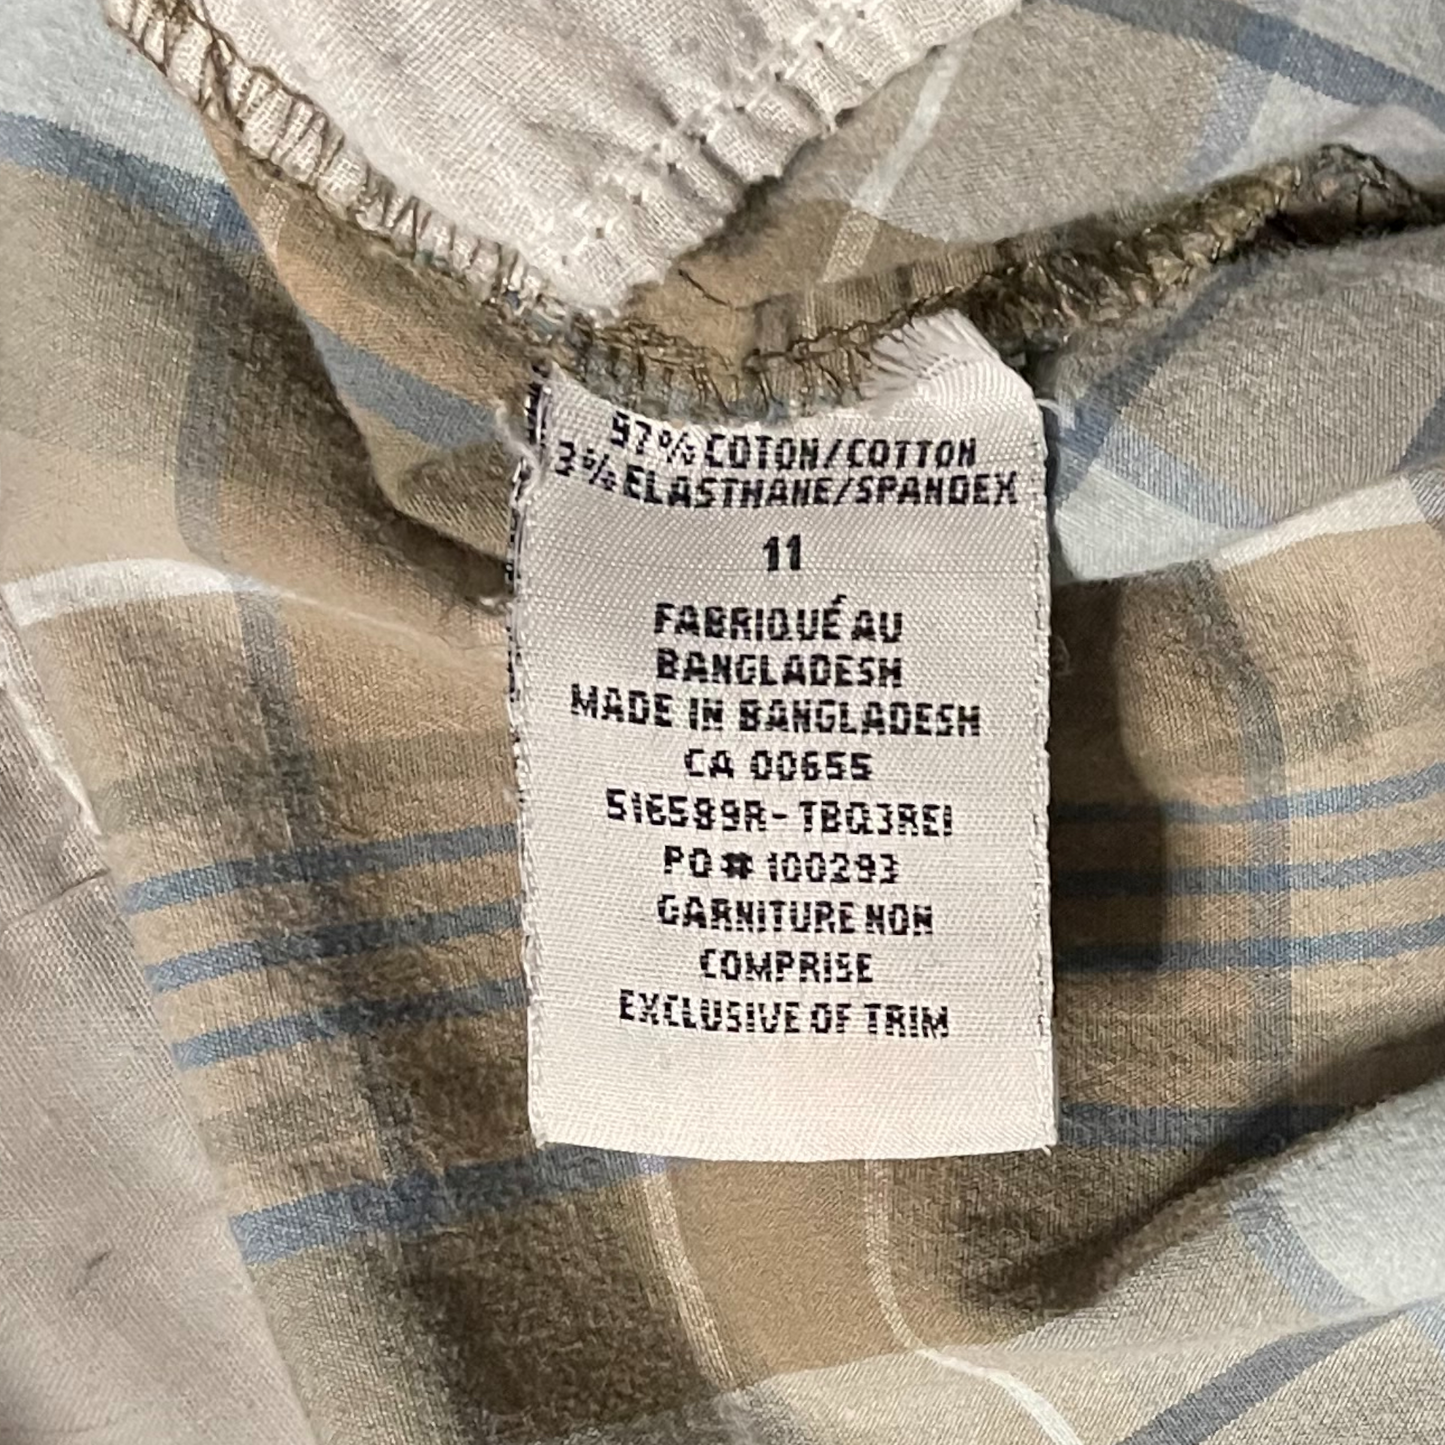 97% COTON/COTTON
3% ELASTHANE/SPANDEX
11
FABRIQUÉ AU
BANGLADESH
MADE IN BANGLADESH
CA 00655
516589R-TBQ3REI
PO# 100293
GARNITURE NON
COMPRISE
EXCLUSIVE OF TRIM